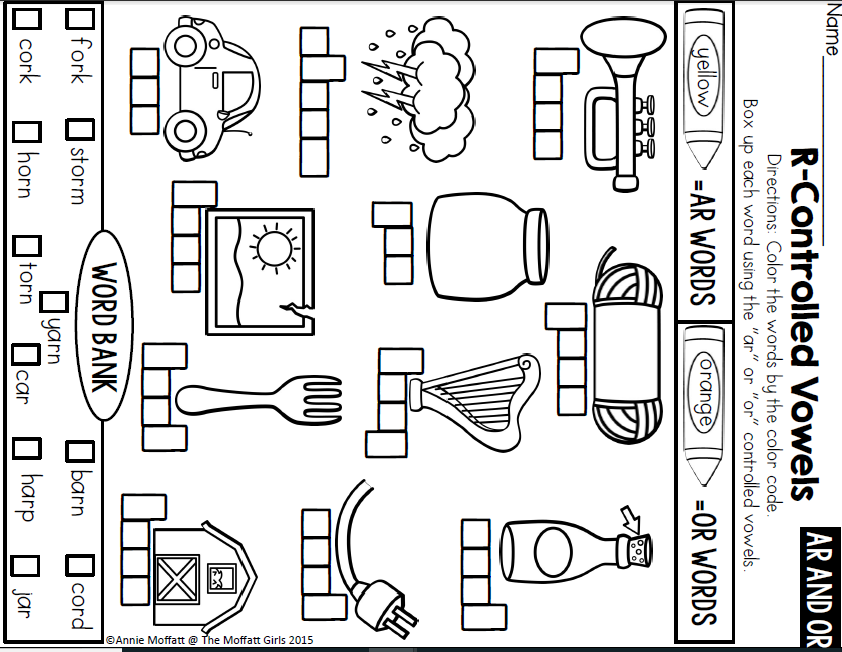 Name
R-Controlled Vowels AR AND OR
Directions: Color the words by the color code.
Box up each word using the "ar" or "or" controlled vowels.
yellow =AR WORDS orange =OR WORDS
WORD BANK
fork storm barn cord
yarn
cork horn torn car harp jar
©Annie Moffatt @ The Moffatt Girls 2015